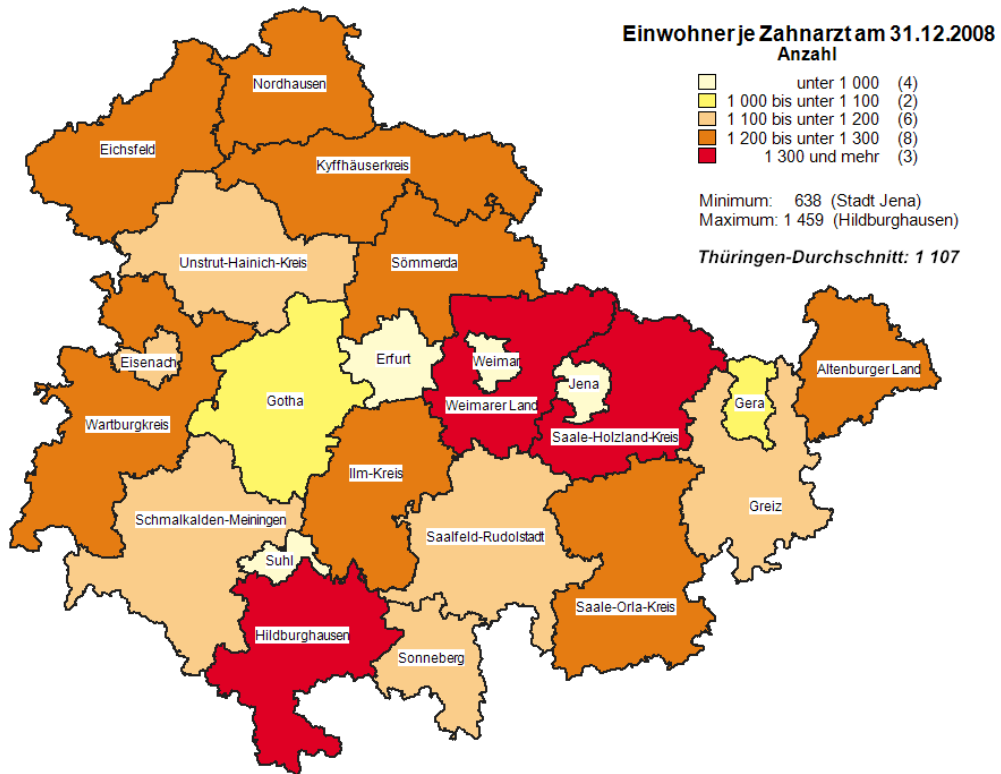 Einwohner je Zahnarzt am 31.12.2008
Anzahl
unter 1 000 (4)
1 000 bis unter 1 100 (2)
1 100 bis unter 1 200 (6)
1 200 bis unter 1 300 (8)
1 300 und mehr (3)
Minimum: 638 (Stadt Jena)
Maximum: 1 459 (Hildburghausen)
Thüringen-Durchschnitt: 1 107
Nordhausen
Eichsfeld
Kyffhäuserkreis
Unstrut-Hainich-Kreis
Sömmerda
Eisenach
Erfurt
Weimar
Jena
Altenburger Land
Gotha
Weimarer Land
Gera
Wartburgkreis
Saale-Holzland-Kreis
Ilm-Kreis
Greiz
Schmalkalden-Meiningen
Saalfeld-Rudolstadt
Suhl
Saale-Orla-Kreis
Hildburghausen
Sonneberg